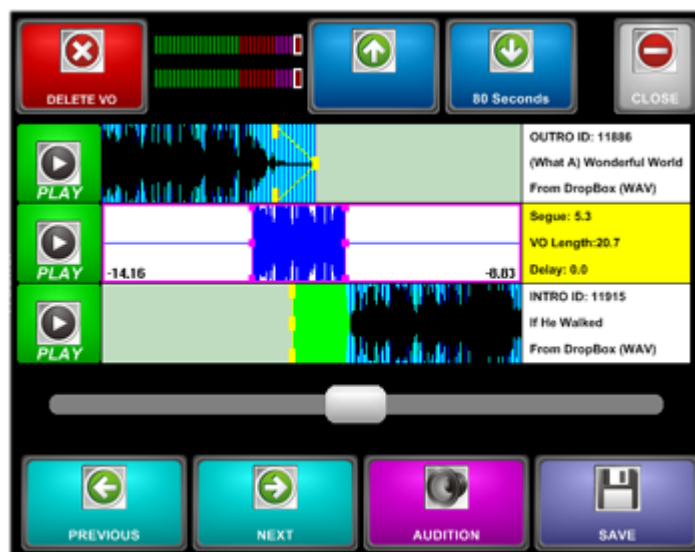 DELETE VO
80 Seconds
CLOSE
PLAY
OUTRO ID: 11886
(What A) Wonderful World
From DropBox (WAV)
PLAY
-14.16
-8.83
Segue: 5.3
VO Length:20.7
Delay: 0.0
PLAY
INTRO ID: 11915
If He Walked
From DropBox (WAV)
PREVIOUS
NEXT
AUDITION
SAVE